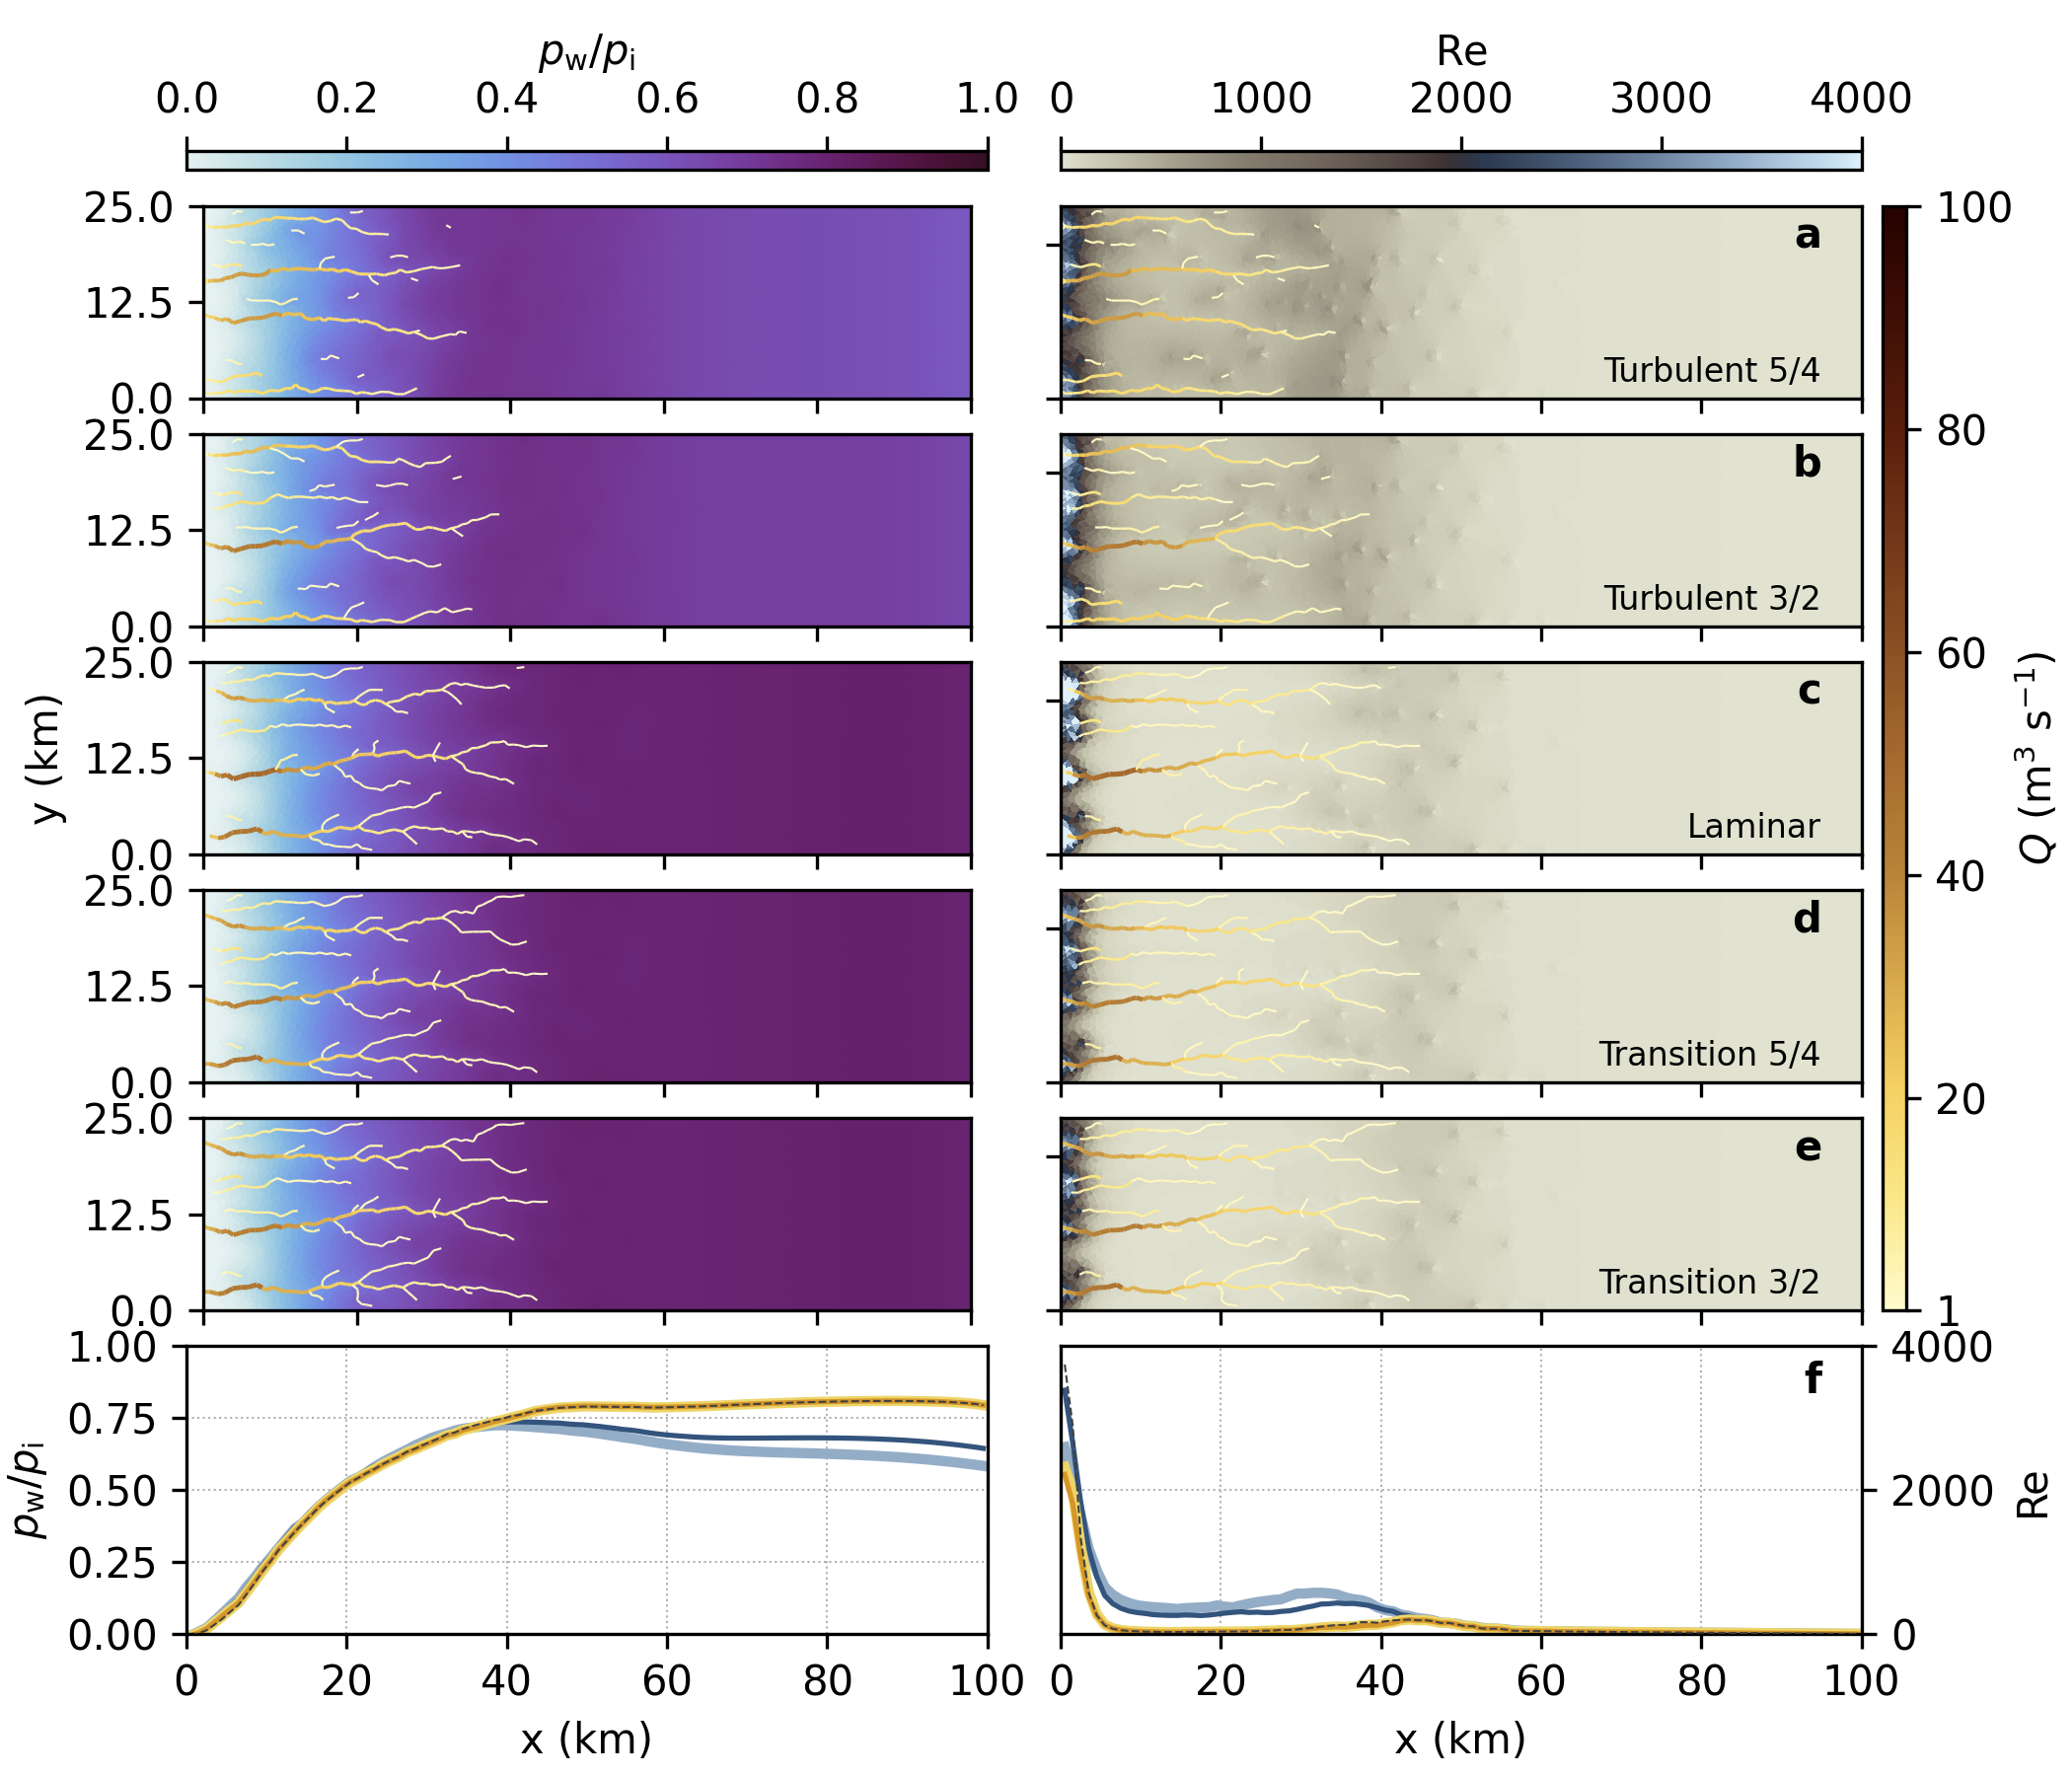 p_w/p_i
0.0 0.2 0.4 0.6 0.8 1.0
Re
0 1000 2000 3000 4000
25.0
12.5
0.0
a
Turbulent 5/4
25.0
12.5
0.0
b
Turbulent 3/2
25.0
12.5
0.0
c
Laminar
25.0
12.5
0.0
d
Transition 5/4
25.0
12.5
0.0
e
Transition 3/2
y (km)
100
80
60
40
20
1
Q (m³ s⁻¹)
1.00
0.75
0.50
0.25
0.00
p_w/p_i
0 20 40 60 80 100
x (km)
f
4000
2000
0
Re
0 20 40 60 80 100
x (km)